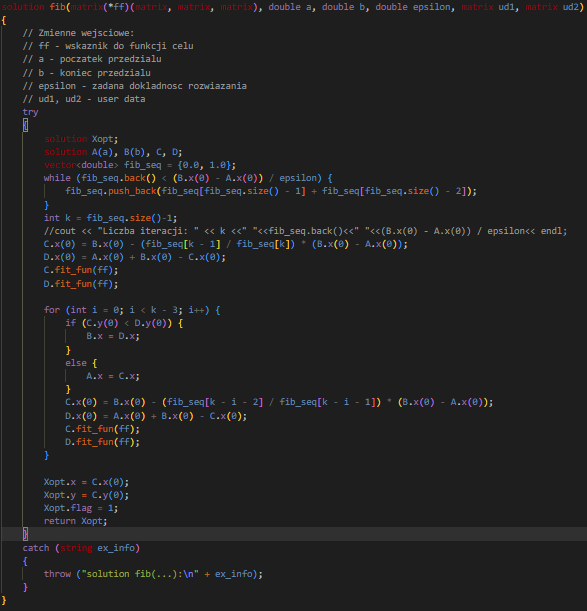 solution fib(matrix(*ff)(matrix, matrix, matrix), double a, double b, double epsilon, matrix ud1, matrix ud2)
{
// Zmienne wejsciowe:
// ff - wskaznik do funkcji celu
// a - poczatek przedzialu
// b - koniec przedzialu
// epsilon - zadana dokladnosc rozwiazania
// ud1, ud2 - user data
try
{
solution Xopt;
solution A(a), B(b), C, D;
vector<double> fib_seq = {0.0, 1.0};
while (fib_seq.back() < (B.x(0) - A.x(0)) / epsilon) {
fib_seq.push_back(fib_seq[fib_seq.size() - 1] + fib_seq[fib_seq.size() - 2]);
}
int k = fib_seq.size()-1;
//cout << "Liczba iteracji: " << k <<" "<<fib_seq.back()<<" "<<(B.x(0) - A.x(0)) / epsilon<< endl;
C.x(0) = B.x(0) - (fib_seq[k - 1] / fib_seq[k]) * (B.x(0) - A.x(0));
D.x(0) = A.x(0) + B.x(0) - C.x(0);
C.fit_fun(ff);
D.fit_fun(ff);
for (int i = 0; i < k - 3; i++) {
if (C.y(0) < D.y(0)) {
B.x = D.x;
}
else {
A.x = C.x;
}
C.x(0) = B.x(0) - (fib_seq[k - i - 2] / fib_seq[k - i - 1]) * (B.x(0) - A.x(0));
D.x(0) = A.x(0) + B.x(0) - C.x(0);
C.fit_fun(ff);
D.fit_fun(ff);
}
Xopt.x = C.x(0);
Xopt.y = C.y(0);
Xopt.flag = 1;
return Xopt;
}
catch (string ex_info)
{
throw ("solution fib(...):\n" + ex_info);
}
}